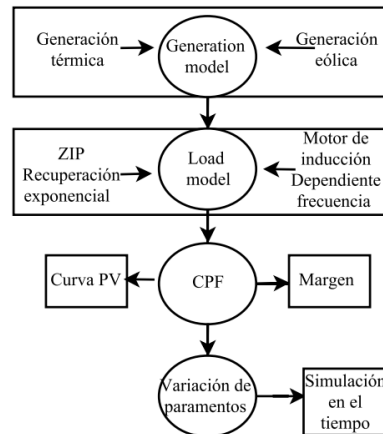 Generación
térmica
Generation
model
Generación
eólica
ZIP
Recuperación
exponencial
Load
model
Motor de
inducción
Dependiente
frecuencia
Curva PV
CPF
Margen
Variación de
paramentos
Simulación
en el
tiempo